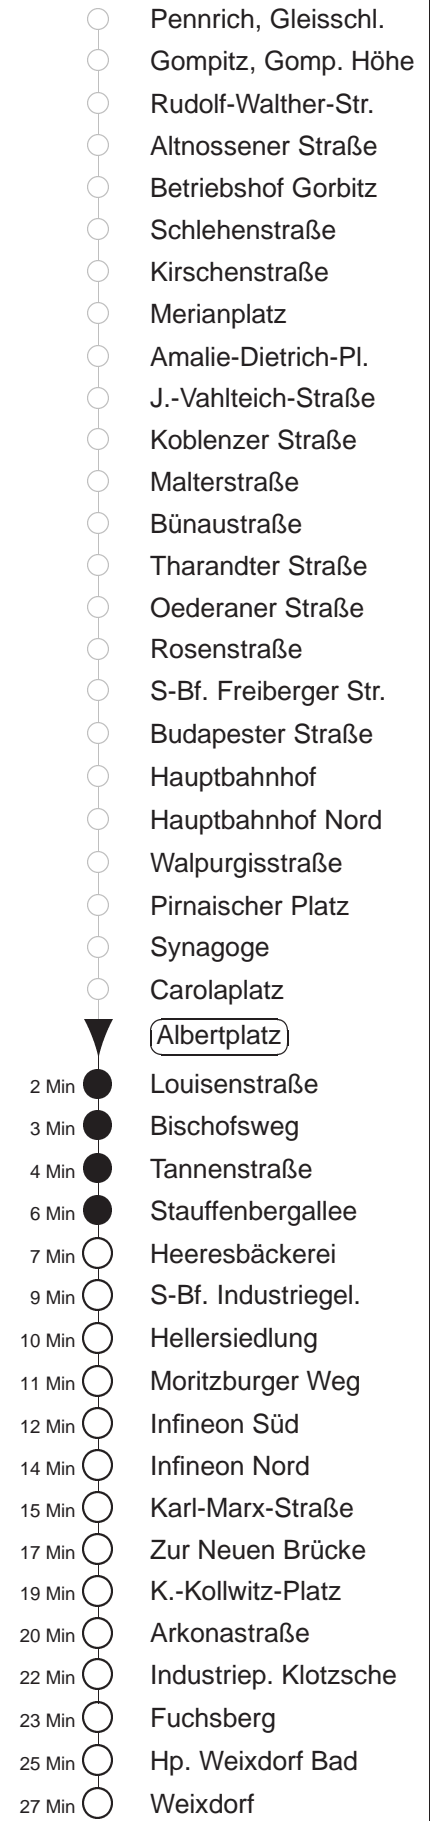 Pennrich, Gleisschl.
Gompitz, Gomp. Höhe
Rudolf-Walther-Str.
Altnossener Straße
Betriebshof Gorbitz
Schlehenstraße
Kirschenstraße
Merianplatz
Amalie-Dietrich-Pl.
J.-Vahlteich-Straße
Koblenzer Straße
Malterstraße
Bünaustraße
Tharandter Straße
Oederaner Straße
Rosenstraße
S-Bf. Freiberger Str.
Budapester Straße
Hauptbahnhof
Hauptbahnhof Nord
Walpurgisstraße
Pirnaischer Platz
Synagoge
Carolaplatz
Albertplatz
2 Min Louisenstraße
3 Min Bischofsweg
4 Min Tannenstraße
6 Min Stauffenbergallee
7 Min Heeresbäckerei
9 Min S-Bf. Industriegel.
10 Min Hellersiedlung
11 Min Moritzburger Weg
12 Min Infineon Süd
14 Min Infineon Nord
15 Min Karl-Marx-Straße
17 Min Zur Neuen Brücke
19 Min K.-Kollwitz-Platz
20 Min Arkonastraße
22 Min Industriep. Klotzsche
23 Min Fuchsberg
25 Min Hp. Weixdorf Bad
27 Min Weixdorf